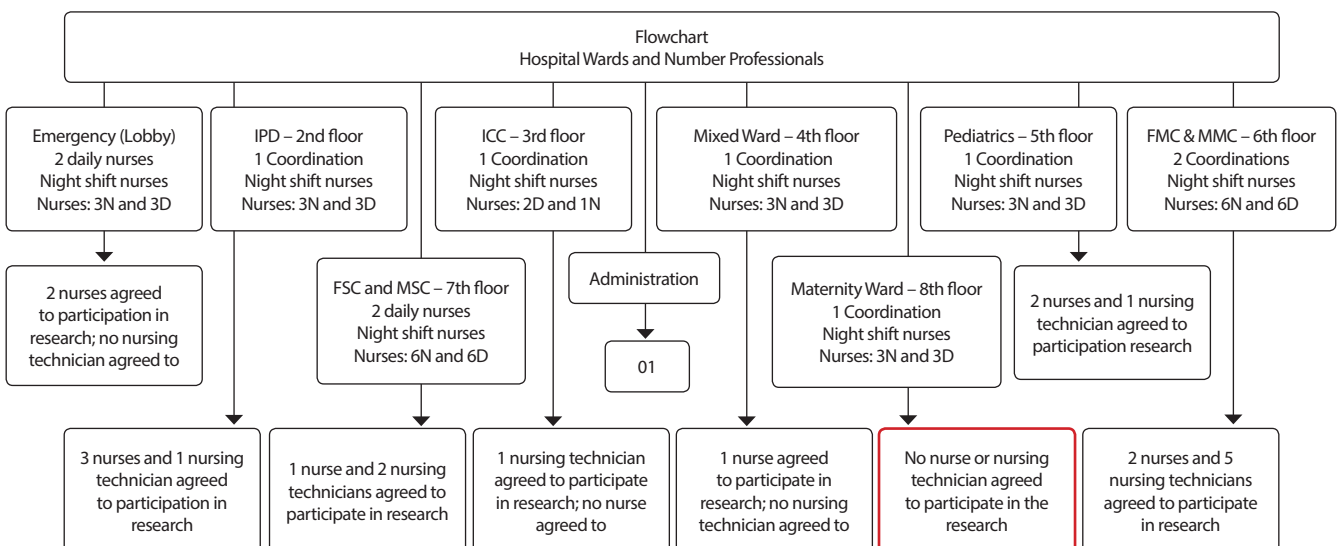 Flowchart
Hospital Wards and Number Professionals
Emergency (Lobby)
2 daily nurses
Night shift nurses
Nurses: 3N and 3D
IPD – 2nd floor
1 Coordination
Night shift nurses
Nurses: 3N and 3D
ICC – 3rd floor
1 Coordination
Night shift nurses
Nurses: 2D and 1N
Mixed Ward – 4th floor
1 Coordination
Night shift nurses
Nurses: 3N and 3D
Pediatrics – 5th floor
1 Coordination
Night shift nurses
Nurses: 3N and 3D
FMC & MMC – 6th floor
2 Coordinations
Night shift nurses
Nurses: 6N and 6D
2 nurses agreed
to participation in
research; no nursing
technician agreed to
FSC and MSC – 7th floor
2 daily nurses
Night shift nurses
Nurses: 6N and 6D
Administration
01
Maternity Ward – 8th floor
1 Coordination
Night shift nurses
Nurses: 3N and 3D
2 nurses and 1 nursing
technician agreed to
participation research
3 nurses and 1 nursing
technician agreed
to participation in
research
1 nurse and 2 nursing
technicians agreed to
participate in research
1 nursing technician
agreed to participate
in research; no nurse
agreed to
1 nurse agreed
to participate in
research; no nursing
technician agreed to
No nurse or nursing
technician agreed
to participate in the
research
2 nurses and 5
nursing technicians
agreed to participate
in research